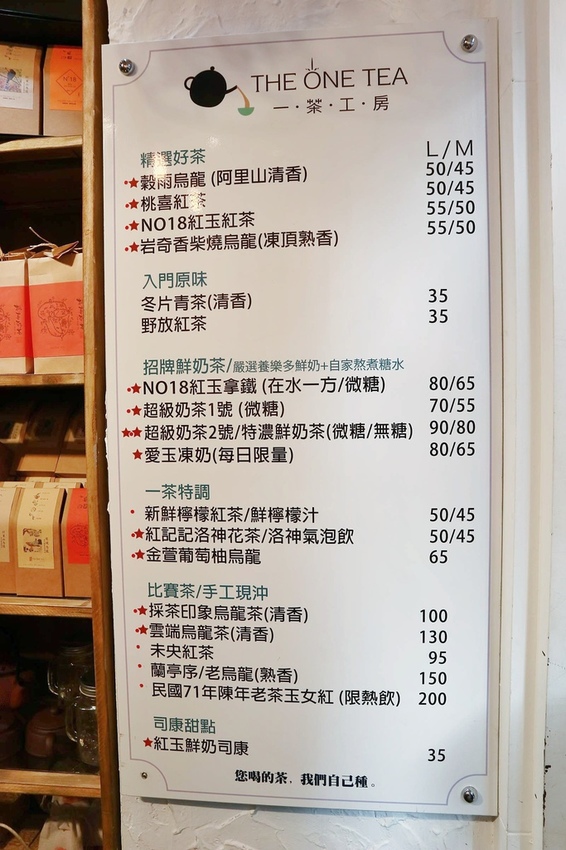 THE ONE TEA
一·茶·工·房
L/M
精選好茶
★穀雨烏龍 (阿里山清香) 50/45
★桃喜紅茶 50/45
★NO18紅玉紅茶 55/50
★岩奇香柴燒烏龍(凍頂熟香) 55/50
入門原味
冬片青茶(清香) 35
野放紅茶 35
招牌鮮奶茶/嚴選養樂多鮮奶+自家熬煮糖水
★NO18紅玉拿鐵 (在水一方/微糖) 80/65
★超級奶茶1號 (微糖) 70/55
★★超級奶茶2號/特濃鮮奶茶(微糖/無糖) 90/80
★愛玉凍奶(每日限量) 80/65
一茶特調
新鮮檸檬紅茶/鮮檸檬汁 50/45
★紅記記洛神花茶/洛神氣泡飲 50/45
★金萱葡萄柚烏龍 65
比賽茶/手工現沖
★採茶印象烏龍茶(清香) 100
★雲端烏龍茶(清香) 130
未央紅茶 95
蘭亭序/老烏龍(熟香) 150
民國71年陳年老茶玉女紅 (限熱飲) 200
司康甜點
★紅玉鮮奶司康 35
您喝的茶，我們自己種。